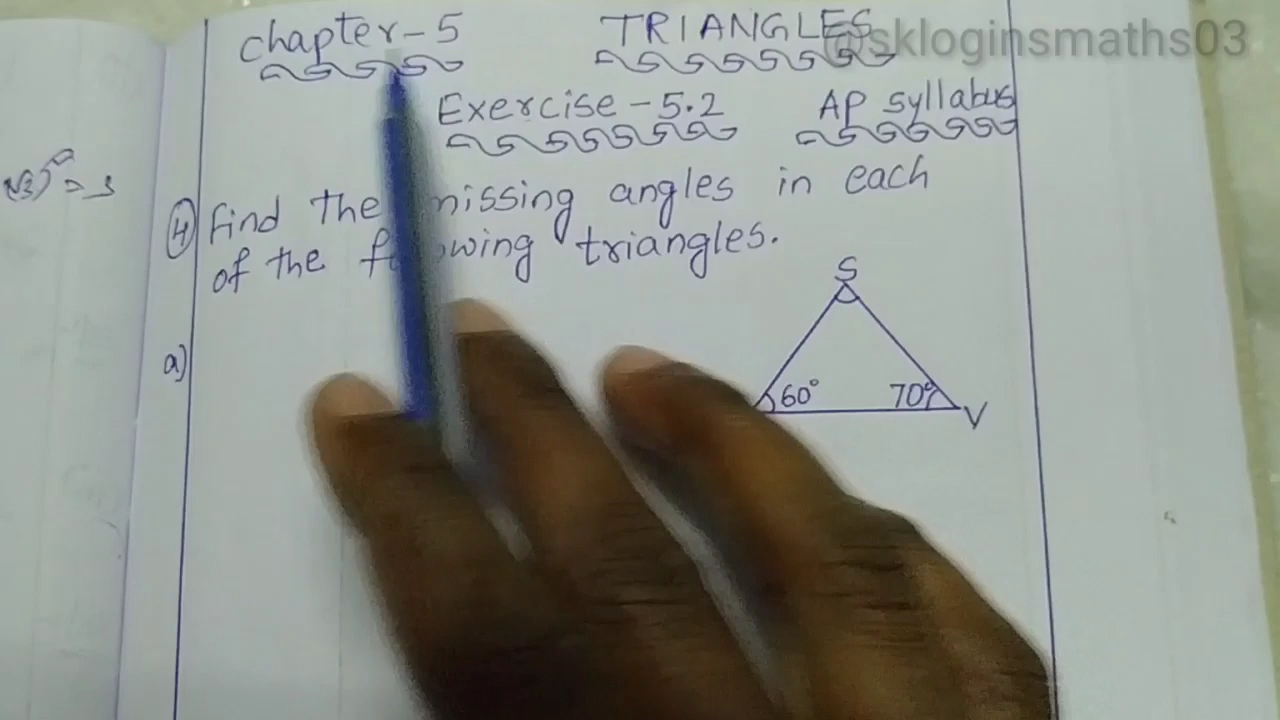 Chapter-5 TRIANGLES
@skloginsmaths03
Exercise-5.2 AP syllabus
4 Find the missing angles in each
of the triangles.
a)
S
60° 70°
V